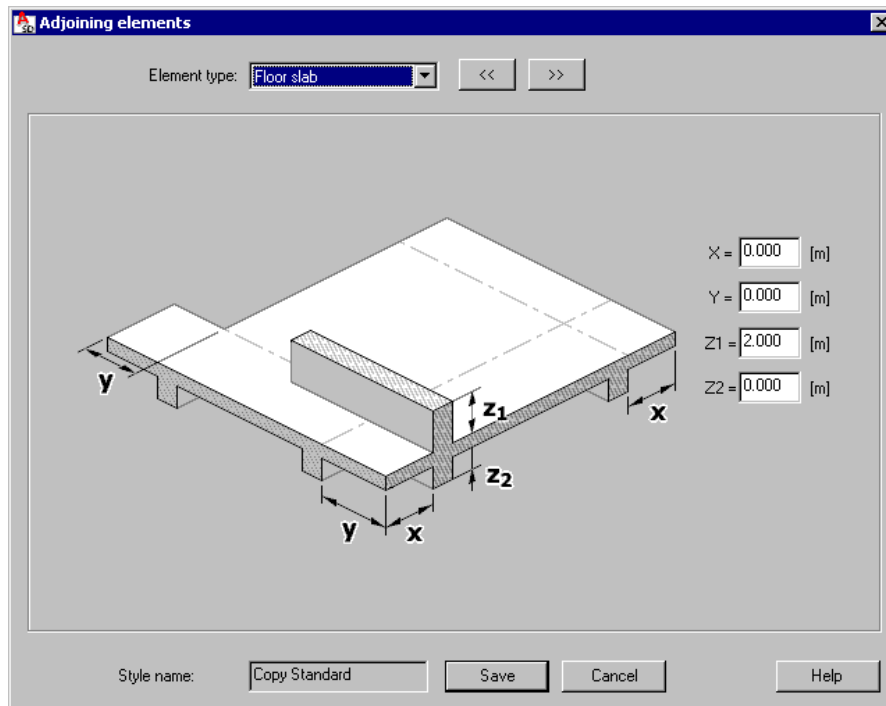 Adjoining elements
Element type: Floor slab << >>
X = 0.000 [m]
Y = 0.000 [m]
Z1 = 2.000 [m]
Z2 = 0.000 [m]
y
z1
x
z2
y x
Style name: Copy Standard Save Cancel Help